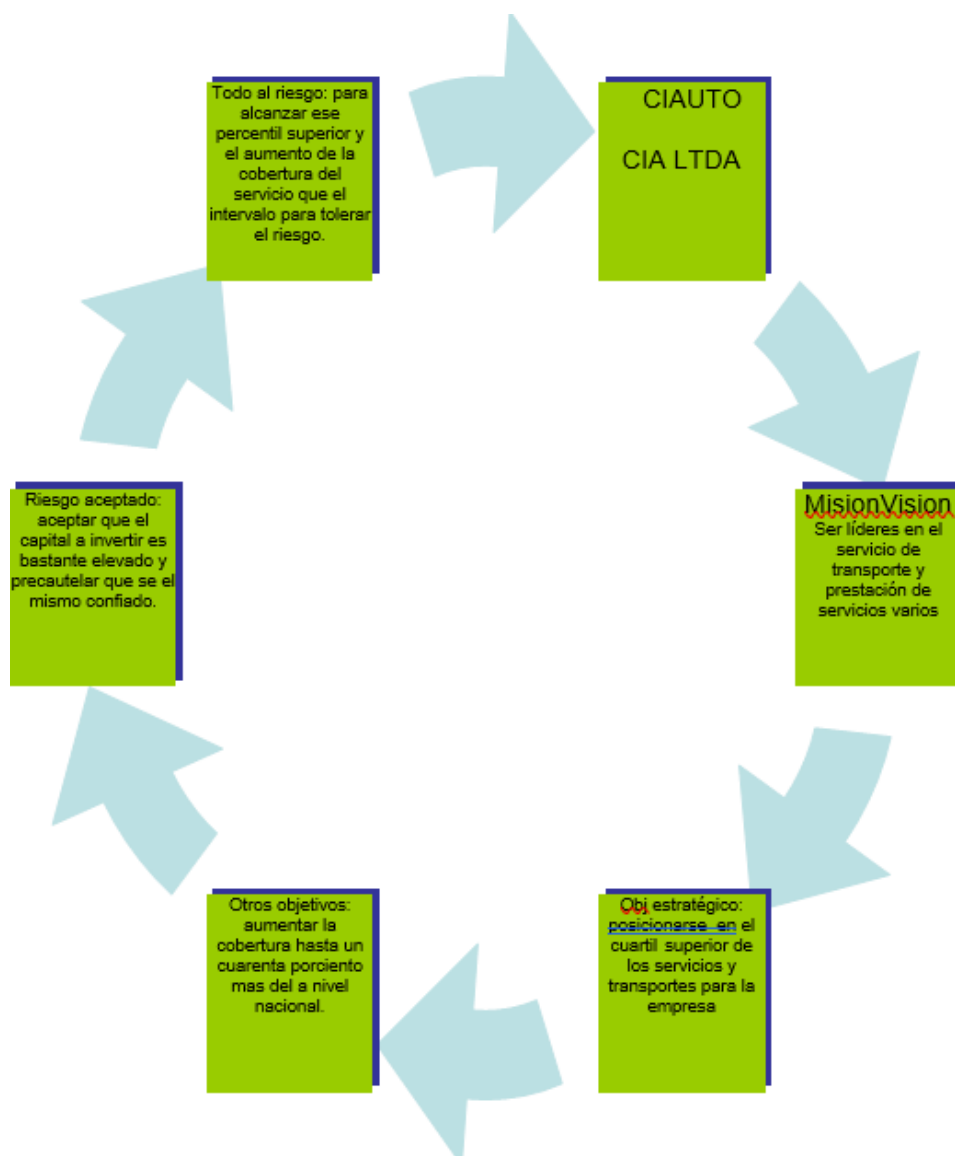 CIAUTO
CIA LTDA
MisionVision
Ser líderes en el
servicio de
transporte y
prestación de
servicios varios
Obj estratégico:
posicionarse en el
cuartil superior de
los servicios y
transportes para la
empresa
Otros objetivos:
aumentar la
cobertura hasta un
cuarenta porciento
mas del a nivel
nacional.
Riesgo aceptado:
aceptar que el
capital a invertir es
bastante elevado y
precautelar que se el
mismo confiado.
Todo al riesgo: para
alcanzar ese
percentil superior y
el aumento de la
cobertura del
servicio que el
intervalo para tolerar
el riesgo.